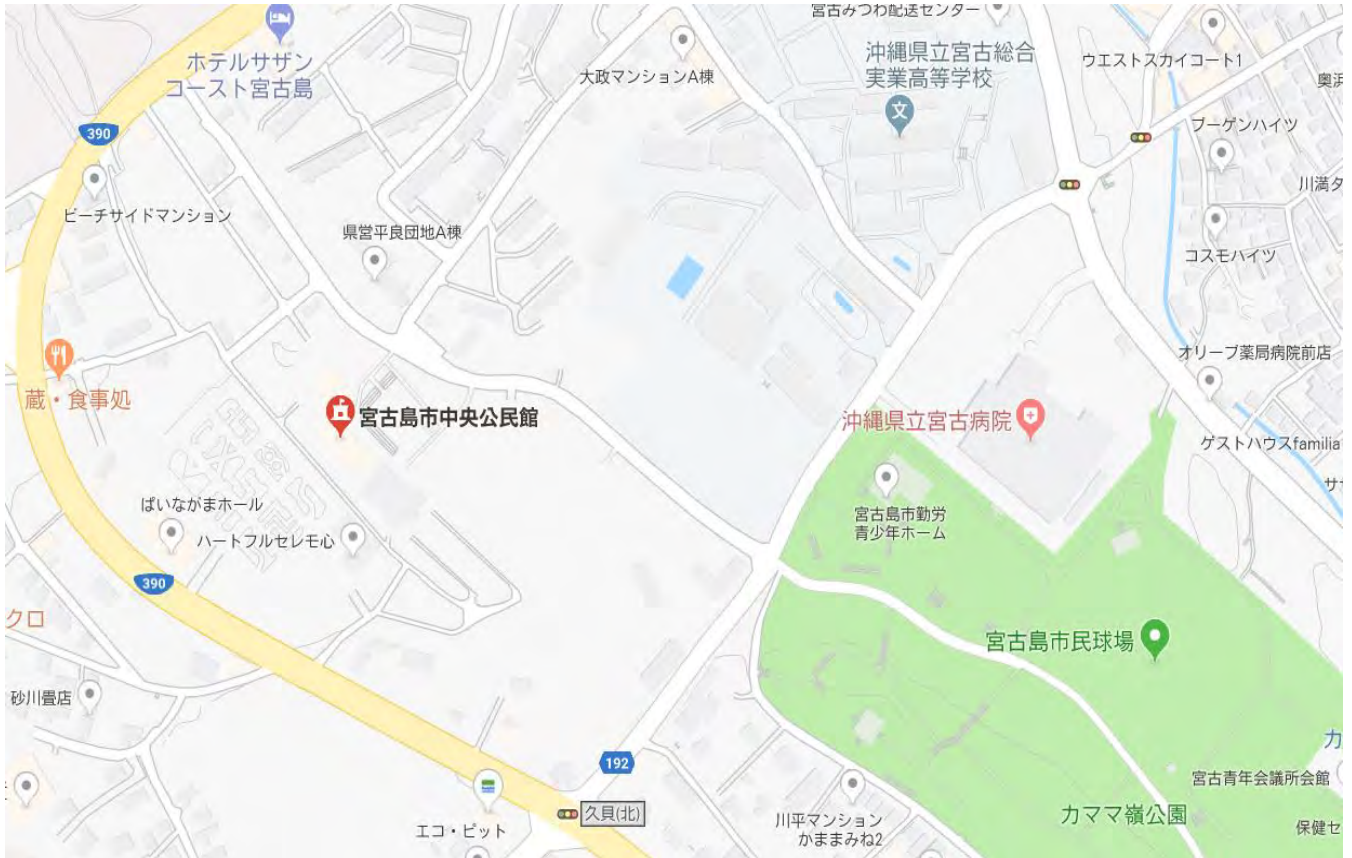 宮古みつわ配送センター
ホテルサザン
コースト宮古島
大政マンションA棟
沖縄県立宮古総合
実業高等学校
文
ウエストスカイコート1
奥浜
390
ブーゲンハイツ
川満タ
ビーチサイドマンション
県営平良団地A棟
コスモハイツ
オリーブ薬局病院前店
蔵・食事処
宮古島市中央公民館
沖縄県立宮古病院
ゲストハウスfamilia
サ
ぱいながまホール
ハートフルセレモ心
宮古島市勤労
青少年ホーム
390
クロ
宮古島市民球場
砂川畳店
192
カ
宮古青年会議所会館
エコ・ピット
久貝(北)
川平マンション
かままみね2
カママ嶺公園
保健セ